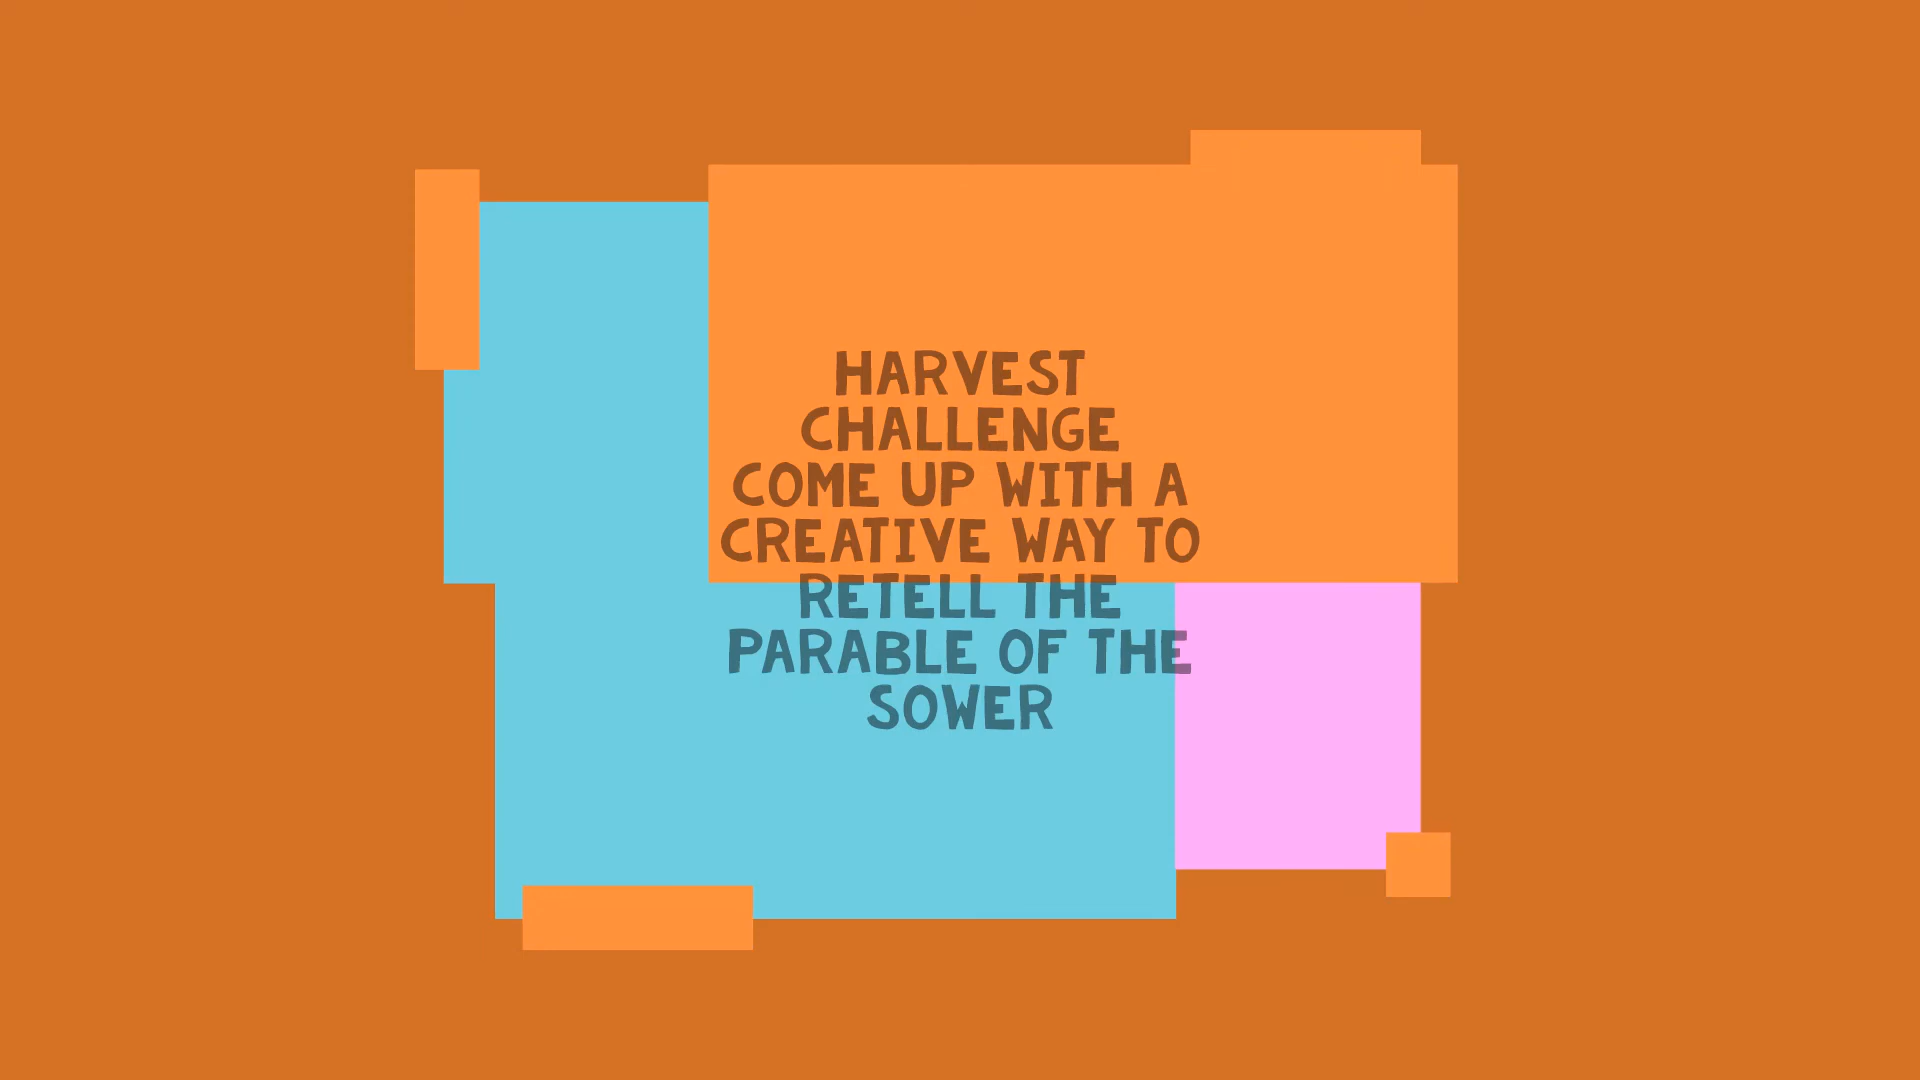 HARVEST
CHALLENGE
COME UP WITH A
CREATIVE WAY TO
RETELL THE
PARABLE OF THE
SOWER